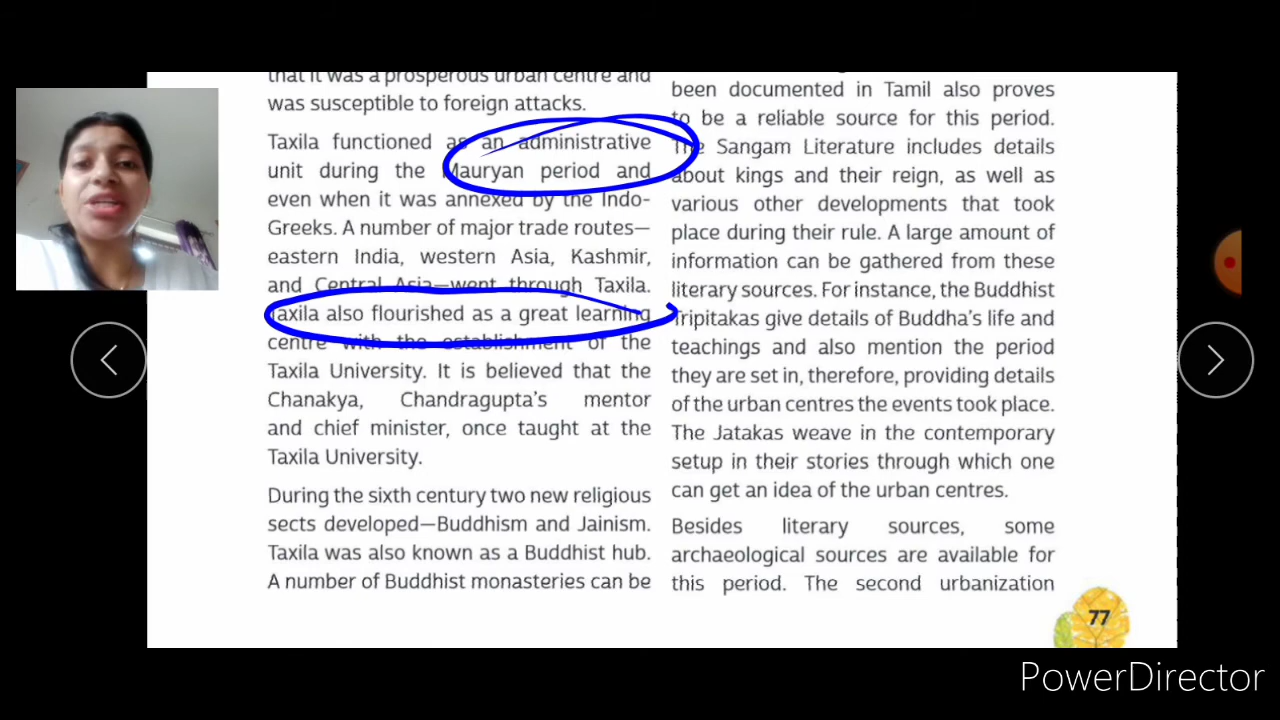 that it was a prosperous urban centre and
was susceptible to foreign attacks.
Taxila functioned as an administrative
unit during the Mauryan period and
even when it was annexed by the Indo-
Greeks. A number of major trade routes—
eastern India, western Asia, Kashmir,
and Central Asia—went through Taxila.
Taxila also flourished as a great learning
centre with the establishment of the
Taxila University. It is believed that the
Chanakya, Chandragupta's mentor
and chief minister, once taught at the
Taxila University.
During the sixth century two new religious
sects developed—Buddhism and Jainism.
Taxila was also known as a Buddhist hub.
A number of Buddhist monasteries can be
been documented in Tamil also proves
to be a reliable source for this period.
The Sangam Literature includes details
about kings and their reign, as well as
various other developments that took
place during their rule. A large amount of
information can be gathered from these
literary sources. For instance, the Buddhist
Tripitakas give details of Buddha's life and
teachings and also mention the period
they are set in, therefore, providing details
of the urban centres the events took place.
The Jatakas weave in the contemporary
setup in their stories through which one
can get an idea of the urban centres.
Besides literary sources, some
archaeological sources are available for
this period. The second urbanization
77
PowerDirector